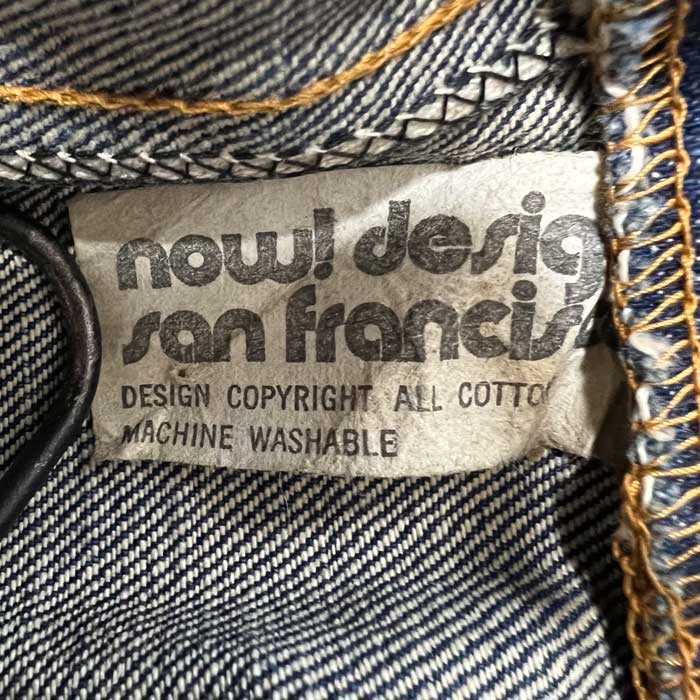 now! desig
san francis
DESIGN COPYRIGHT ALL COTTO
MACHINE WASHABLE